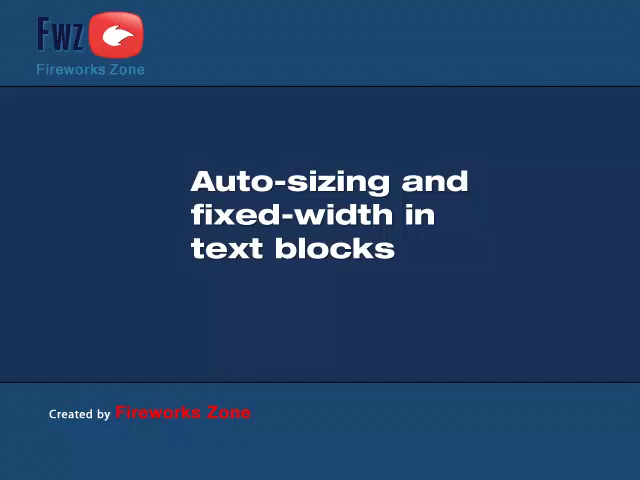 Fwz
Fireworks Zone
Auto-sizing and
fixed-width in
text blocks
Created by Fireworks Zone